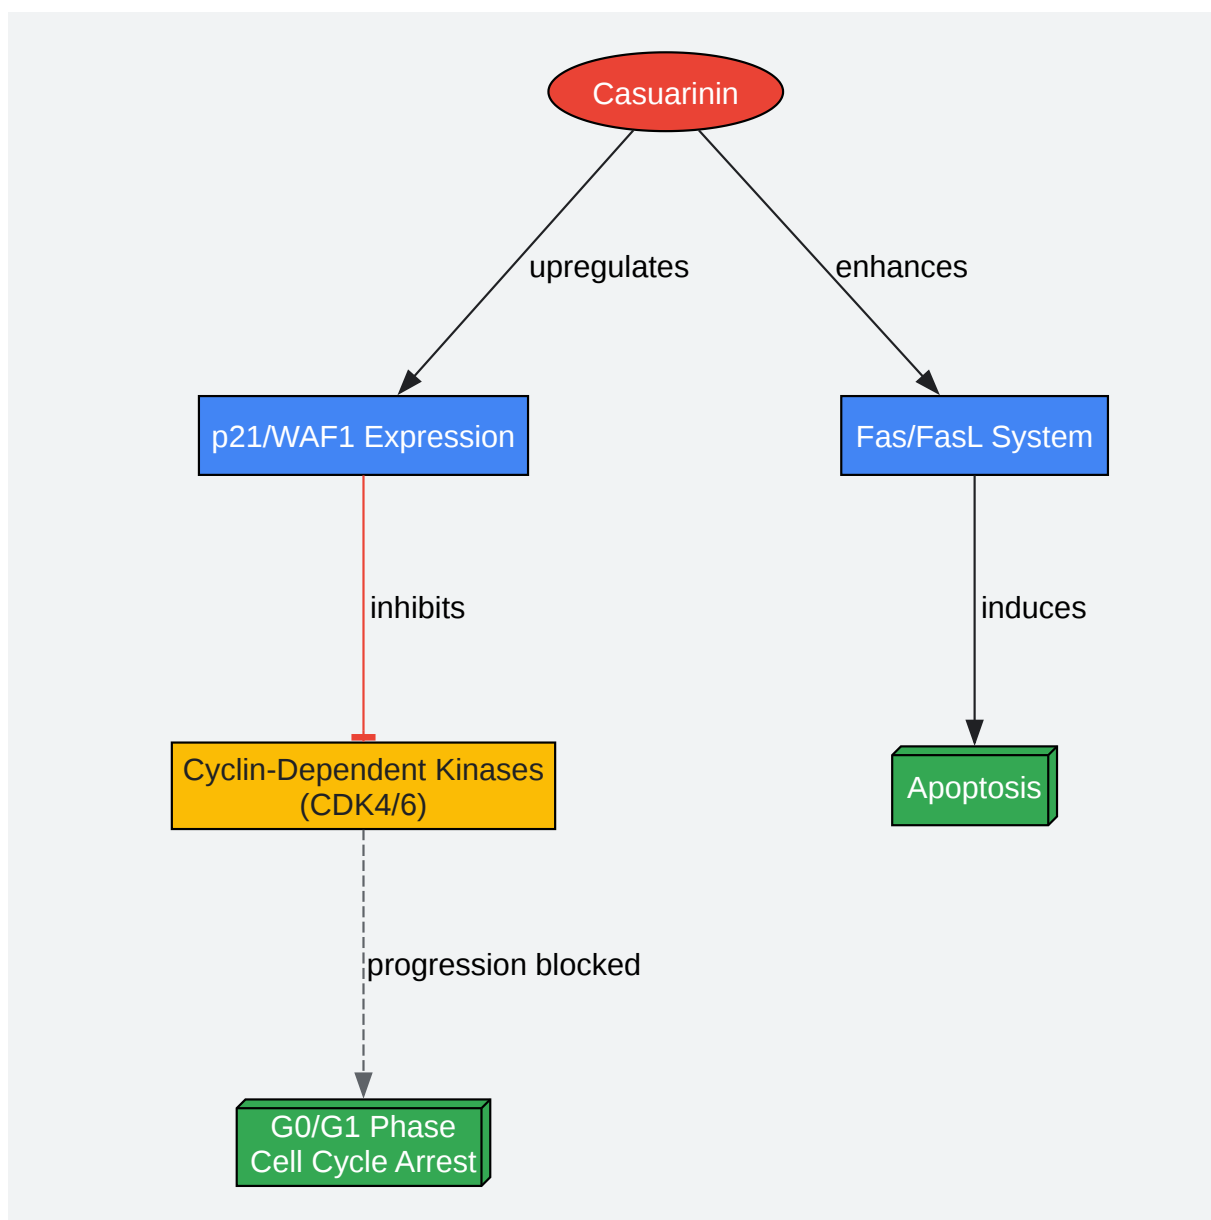 Casuarinin
upregulates
enhances
p21/WAF1 Expression
Fas/FasL System
inhibits
induces
Cyclin-Dependent Kinases
(CDK4/6)
Apoptosis
progression blocked
G0/G1 Phase
Cell Cycle Arrest